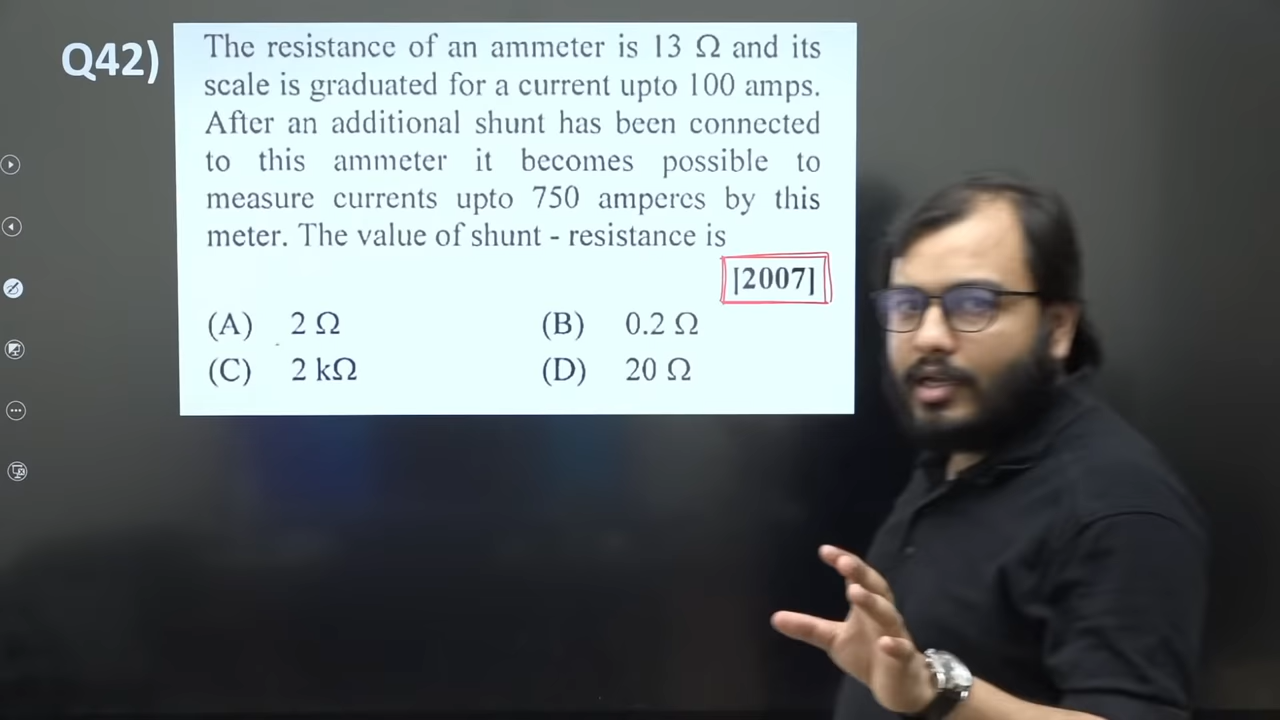 Q42)
The resistance of an ammeter is 13 Ω and its
scale is graduated for a current upto 100 amps.
After an additional shunt has been connected
to this ammeter it becomes possible to
measure currents upto 750 amperes by this
meter. The value of shunt - resistance is
[2007]
(A) 2 Ω (B) 0.2 Ω
(C) 2 kΩ (D) 20 Ω